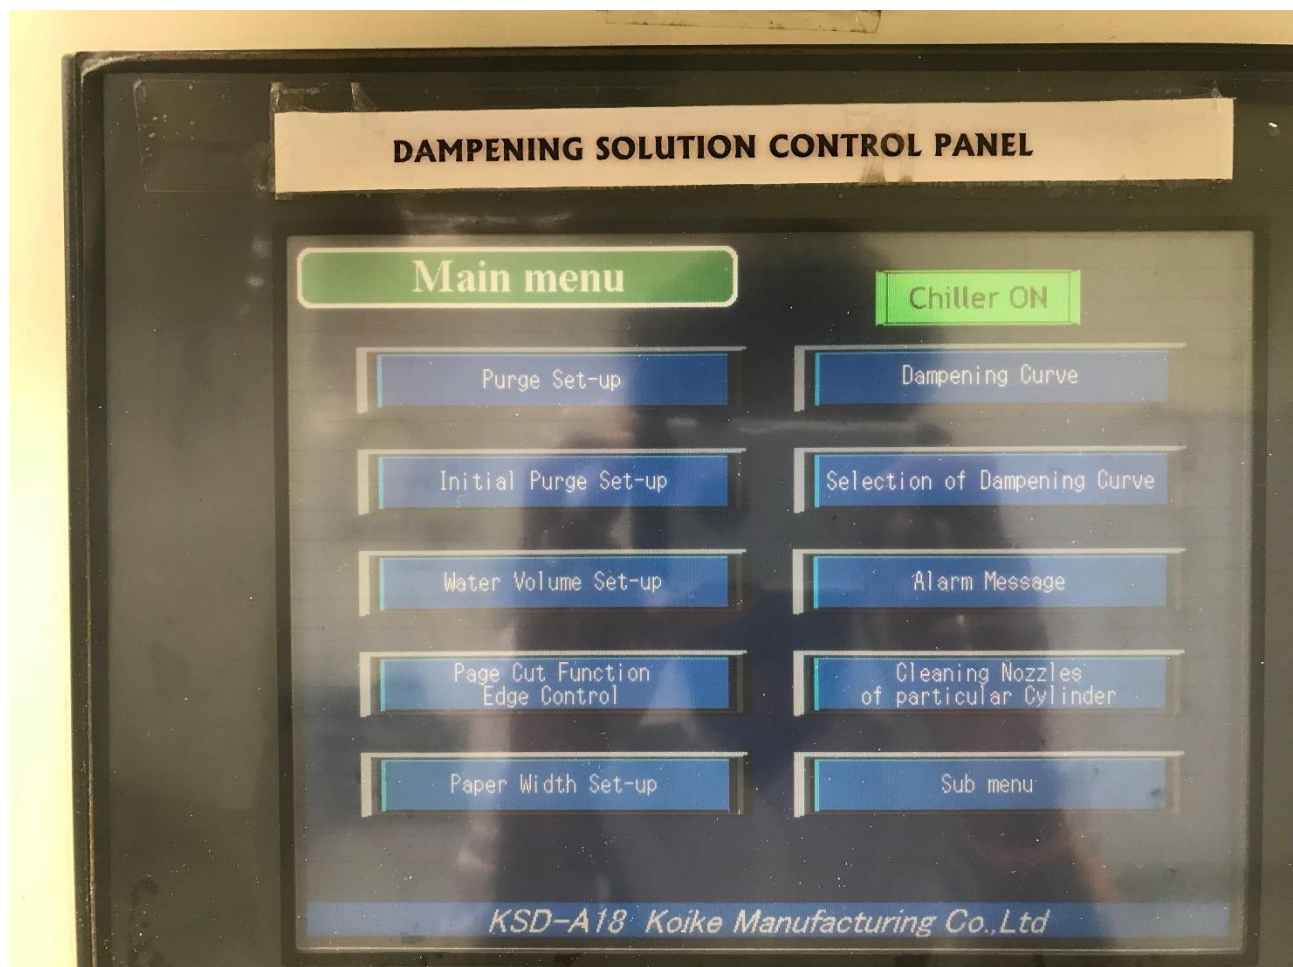 DAMPENING SOLUTION CONTROL PANEL
Main menu
Chiller ON
Purge Set-up
Dampening Curve
Initial Purge Set-up
Selection of Dampening Curve
Water Volume Set-up
Alarm Message
Page Cut Function
Edge Control
Cleaning Nozzles
of particular Cylinder
Paper Width Set-up
Sub menu
KSD-A18 Koike Manufacturing Co.,Ltd